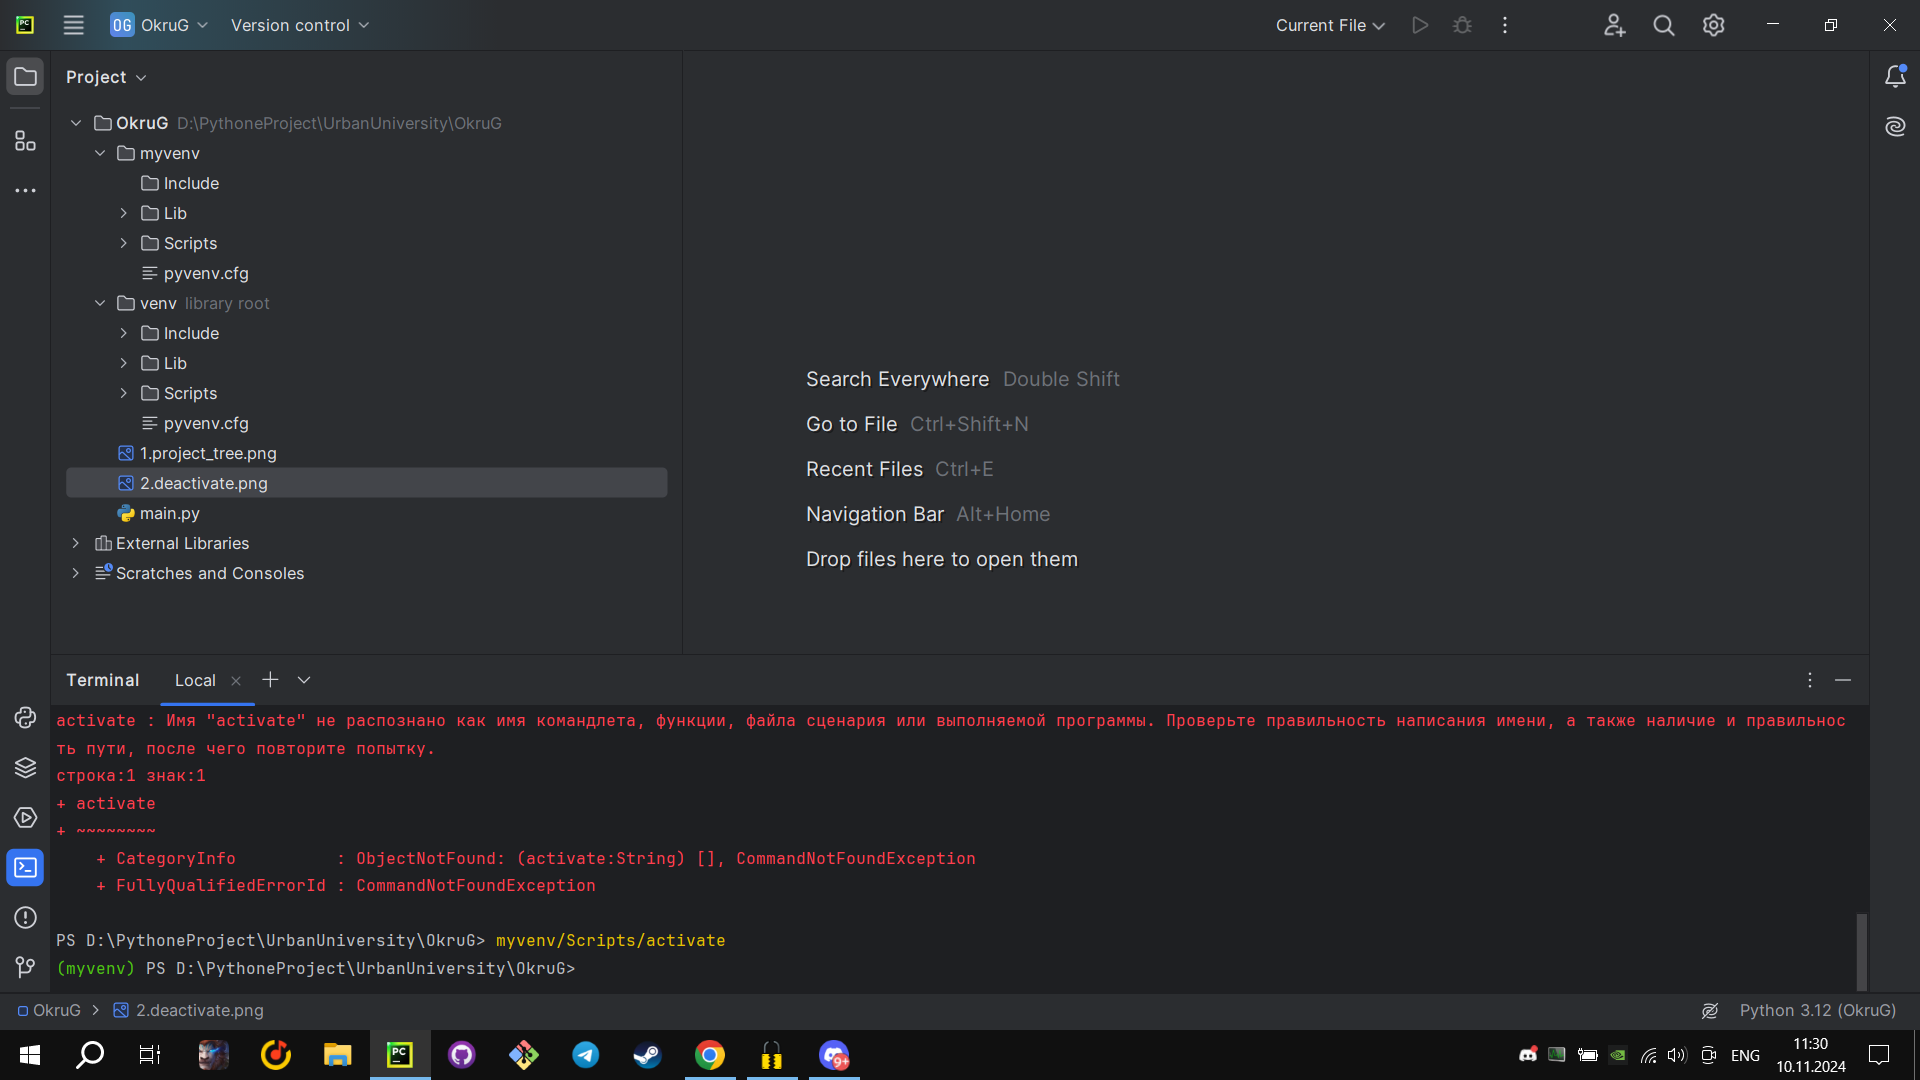 OG OkruG Version control Current File
Project
OkruG D:\PythoneProject\UrbanUniversity\OkruG
myvenv
Include
Lib
Scripts
pyvenv.cfg
venv library root
Include
Lib
Scripts
pyvenv.cfg
1.project_tree.png
2.deactivate.png
main.py
External Libraries
Scratches and Consoles
Search Everywhere Double Shift
Go to File Ctrl+Shift+N
Recent Files Ctrl+E
Navigation Bar Alt+Home
Drop files here to open them
Terminal Local
activate : Имя "activate" не распознано как имя командлета, функции, файла сценария или выполняемой программы. Проверьте правильность написания имени, а также наличие и правильнос
ть пути, после чего повторите попытку.
строка:1 знак:1
+ activate
+ ~~~~~~~~
+ CategoryInfo : ObjectNotFound: (activate:String) [], CommandNotFoundException
+ FullyQualifiedErrorId : CommandNotFoundException
PS D:\PythoneProject\UrbanUniversity\OkruG> myvenv/Scripts/activate
(myvenv) PS D:\PythoneProject\UrbanUniversity\OkruG>
OkruG 2.deactivate.png Python 3.12 (OkruG)
PC 9+ ENG 11:30
10.11.2024